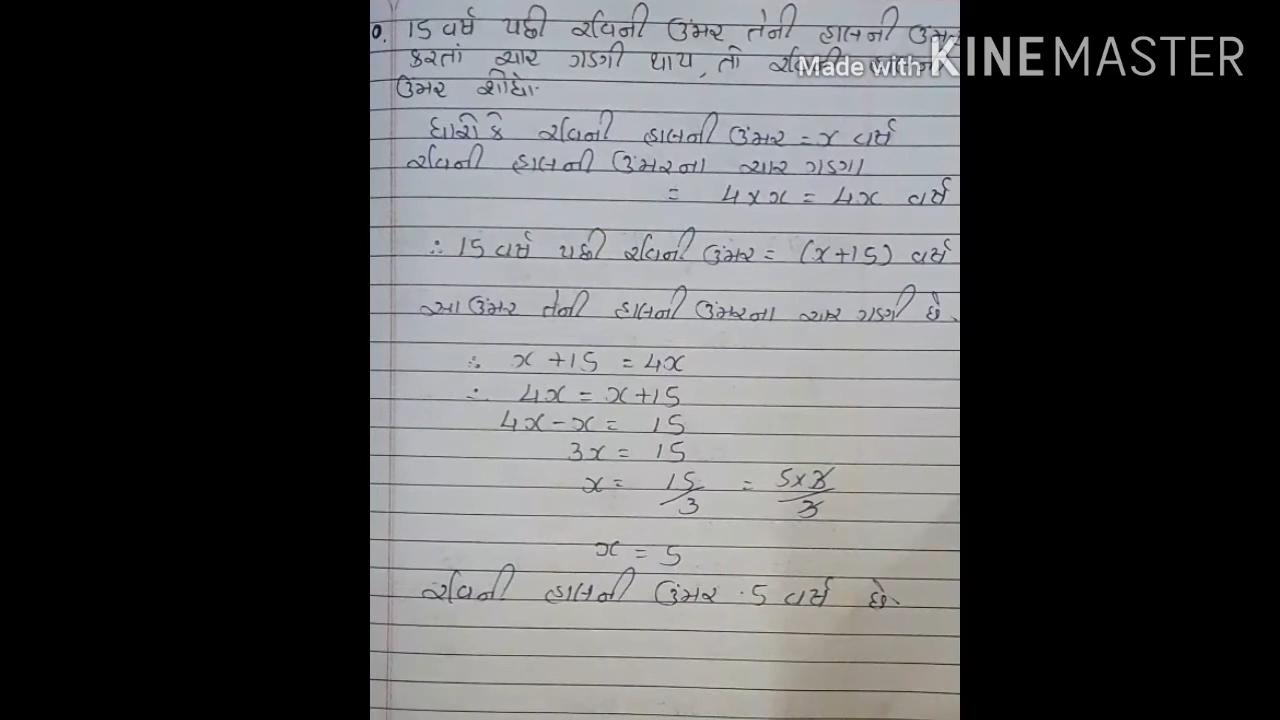 0. 15 વર્ષ પછી રવિની ઉંમર તેની હાલની ઉંમર
કરતાં ચાર ગણી થાય, તો રવિની
Made with KINEMASTER
ઉંમર શોધો.
ધારો કે રવિની હાલની ઉંમર = x વર્ષ
રવિની હાલની ઉંમરના ચાર ગણા
= 4 × x = 4x વર્ષ
∴ 15 વર્ષ પછી રવિની ઉંમર = (x + 15) વર્ષ
આ ઉંમર તેની હાલની ઉંમરના ચાર ગણી છે.
∴ x + 15 = 4x
∴ 4x = x + 15
4x - x = 15
3x = 15
x = 15/3 = 5 × 3/3
x = 5
રવિની હાલની ઉંમર 5 વર્ષ છે.